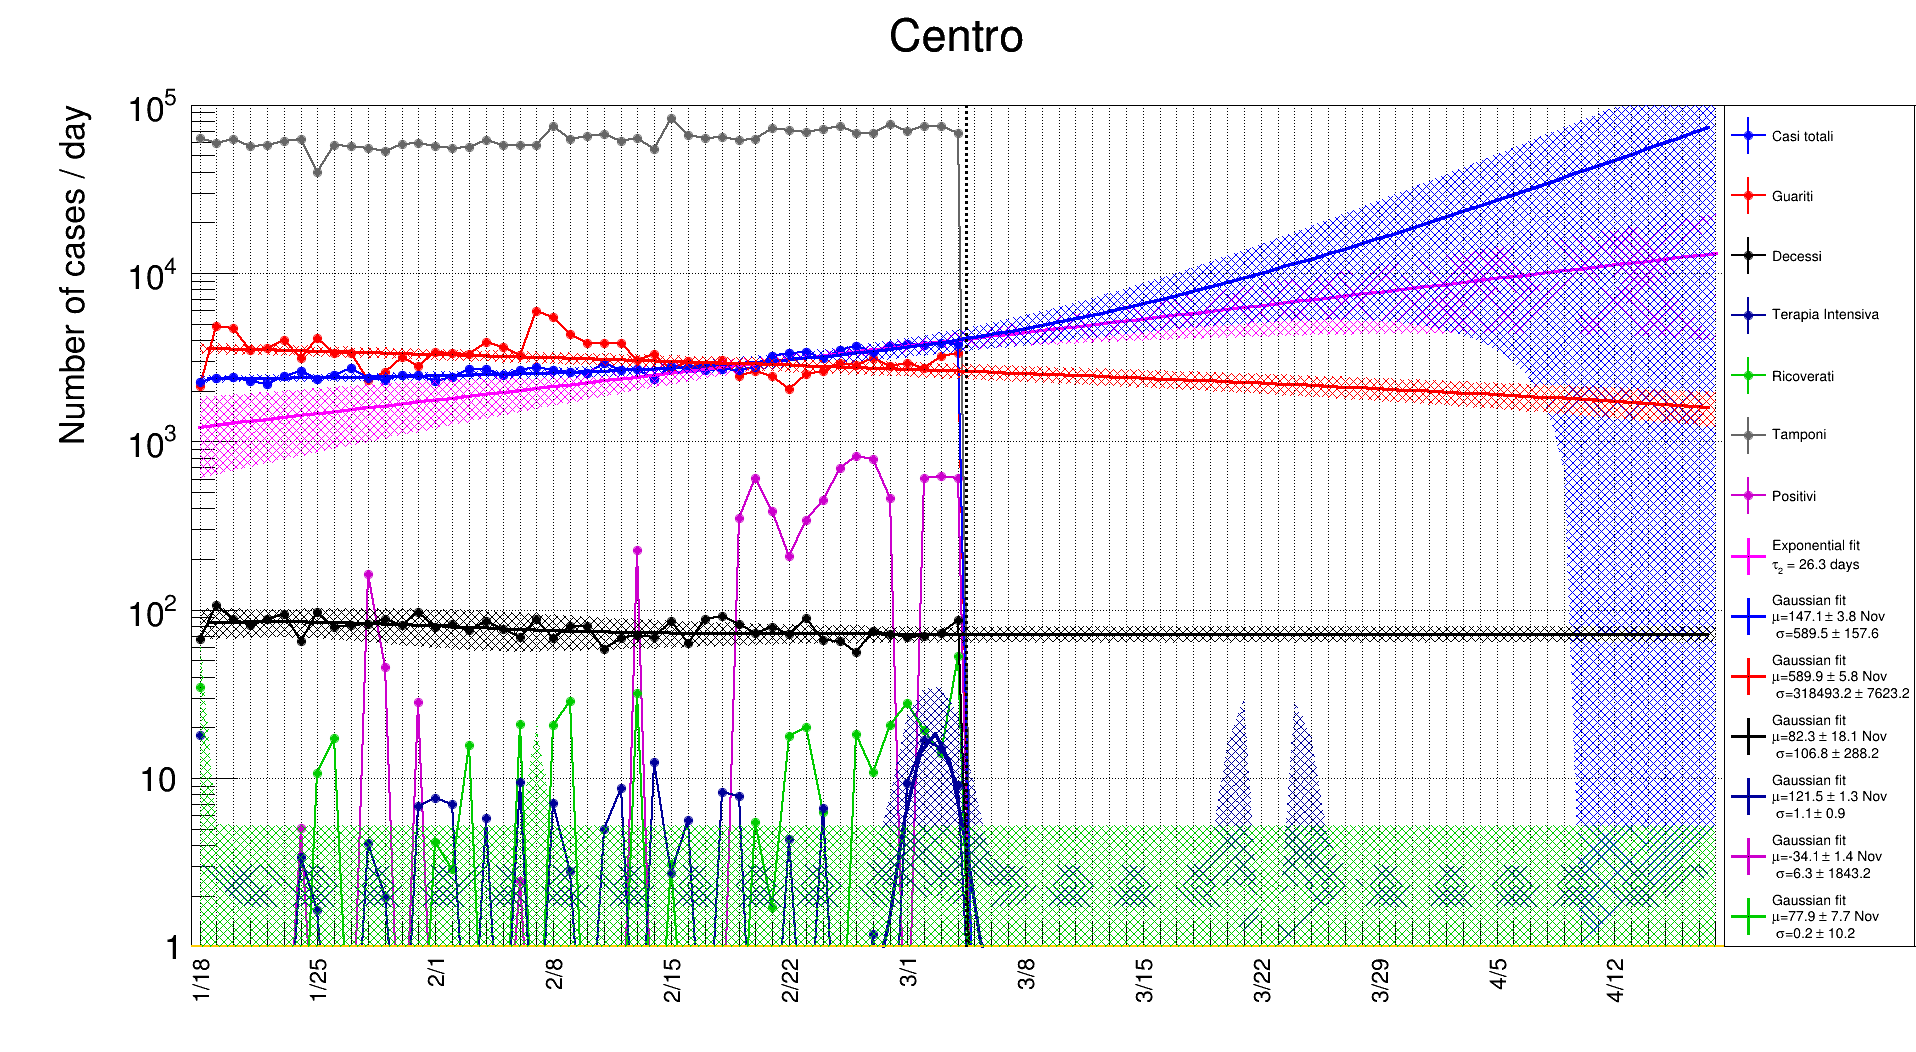 Centro
Number of cases / day
10^5
10^4
10^3
10^2
10
1
1/18
1/25
2/1
2/8
2/15
2/22
3/1
3/8
3/15
3/22
3/29
4/5
4/12
Casi totali
Guariti
Decessi
Terapia Intensiva
Ricoverati
Tamponi
Positivi
Exponential fit
τ₂ = 26.3 days
Gaussian fit
μ=147.1 ± 3.8 Nov
σ=589.5 ± 157.6
Gaussian fit
μ=589.9 ± 5.8 Nov
σ=318493.2 ± 7623.2
Gaussian fit
μ=82.3 ± 18.1 Nov
σ=106.8 ± 288.2
Gaussian fit
μ=121.5 ± 1.3 Nov
σ=1.1 ± 0.9
Gaussian fit
μ=-34.1 ± 1.4 Nov
σ=6.3 ± 1843.2
Gaussian fit
μ=77.9 ± 7.7 Nov
σ=0.2 ± 10.2